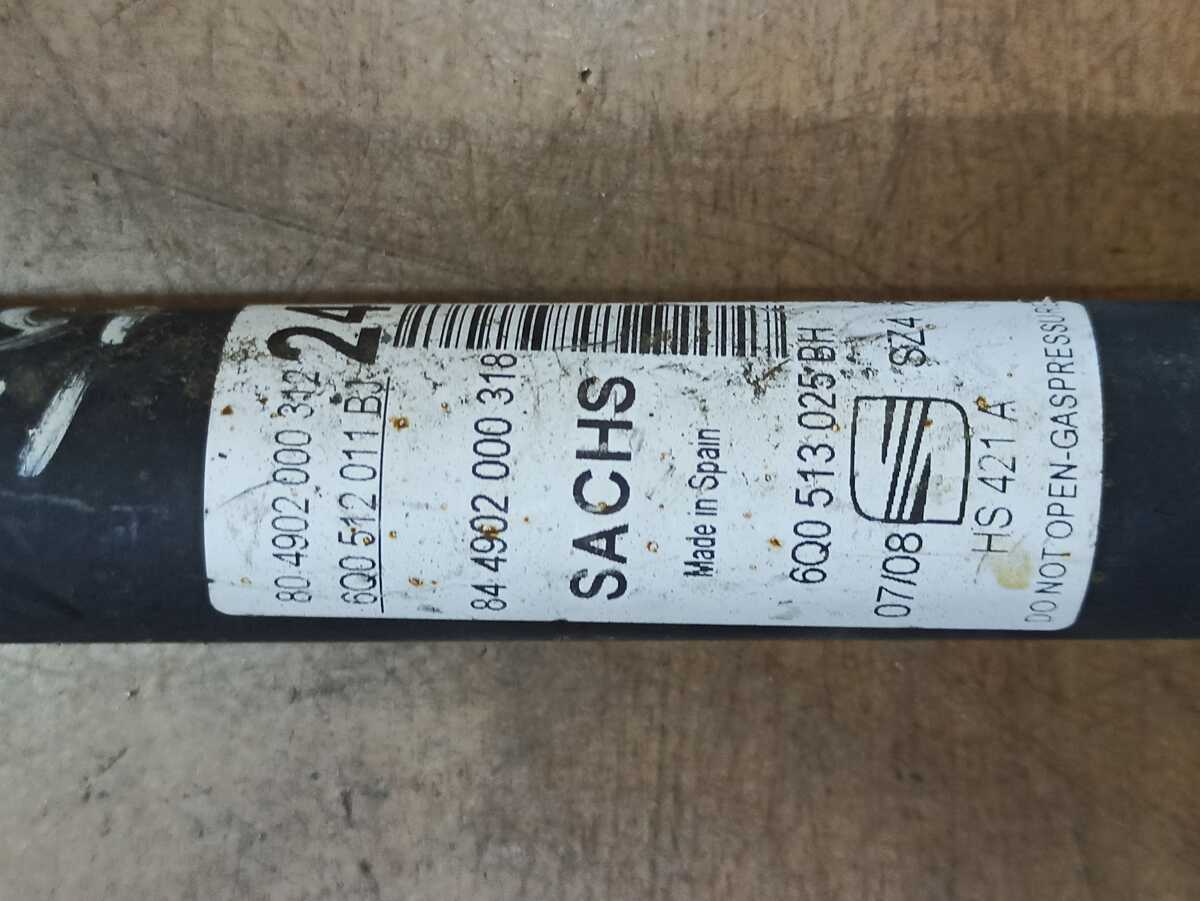 80 4902 000 312
24
6Q0 512 011 BJ
84 4902 000 318
SACHS
Made in Spain
6Q0 513 025 BH
07/08
SZ4
HS 421 A
DO NOT OPEN-GASPRESSURE